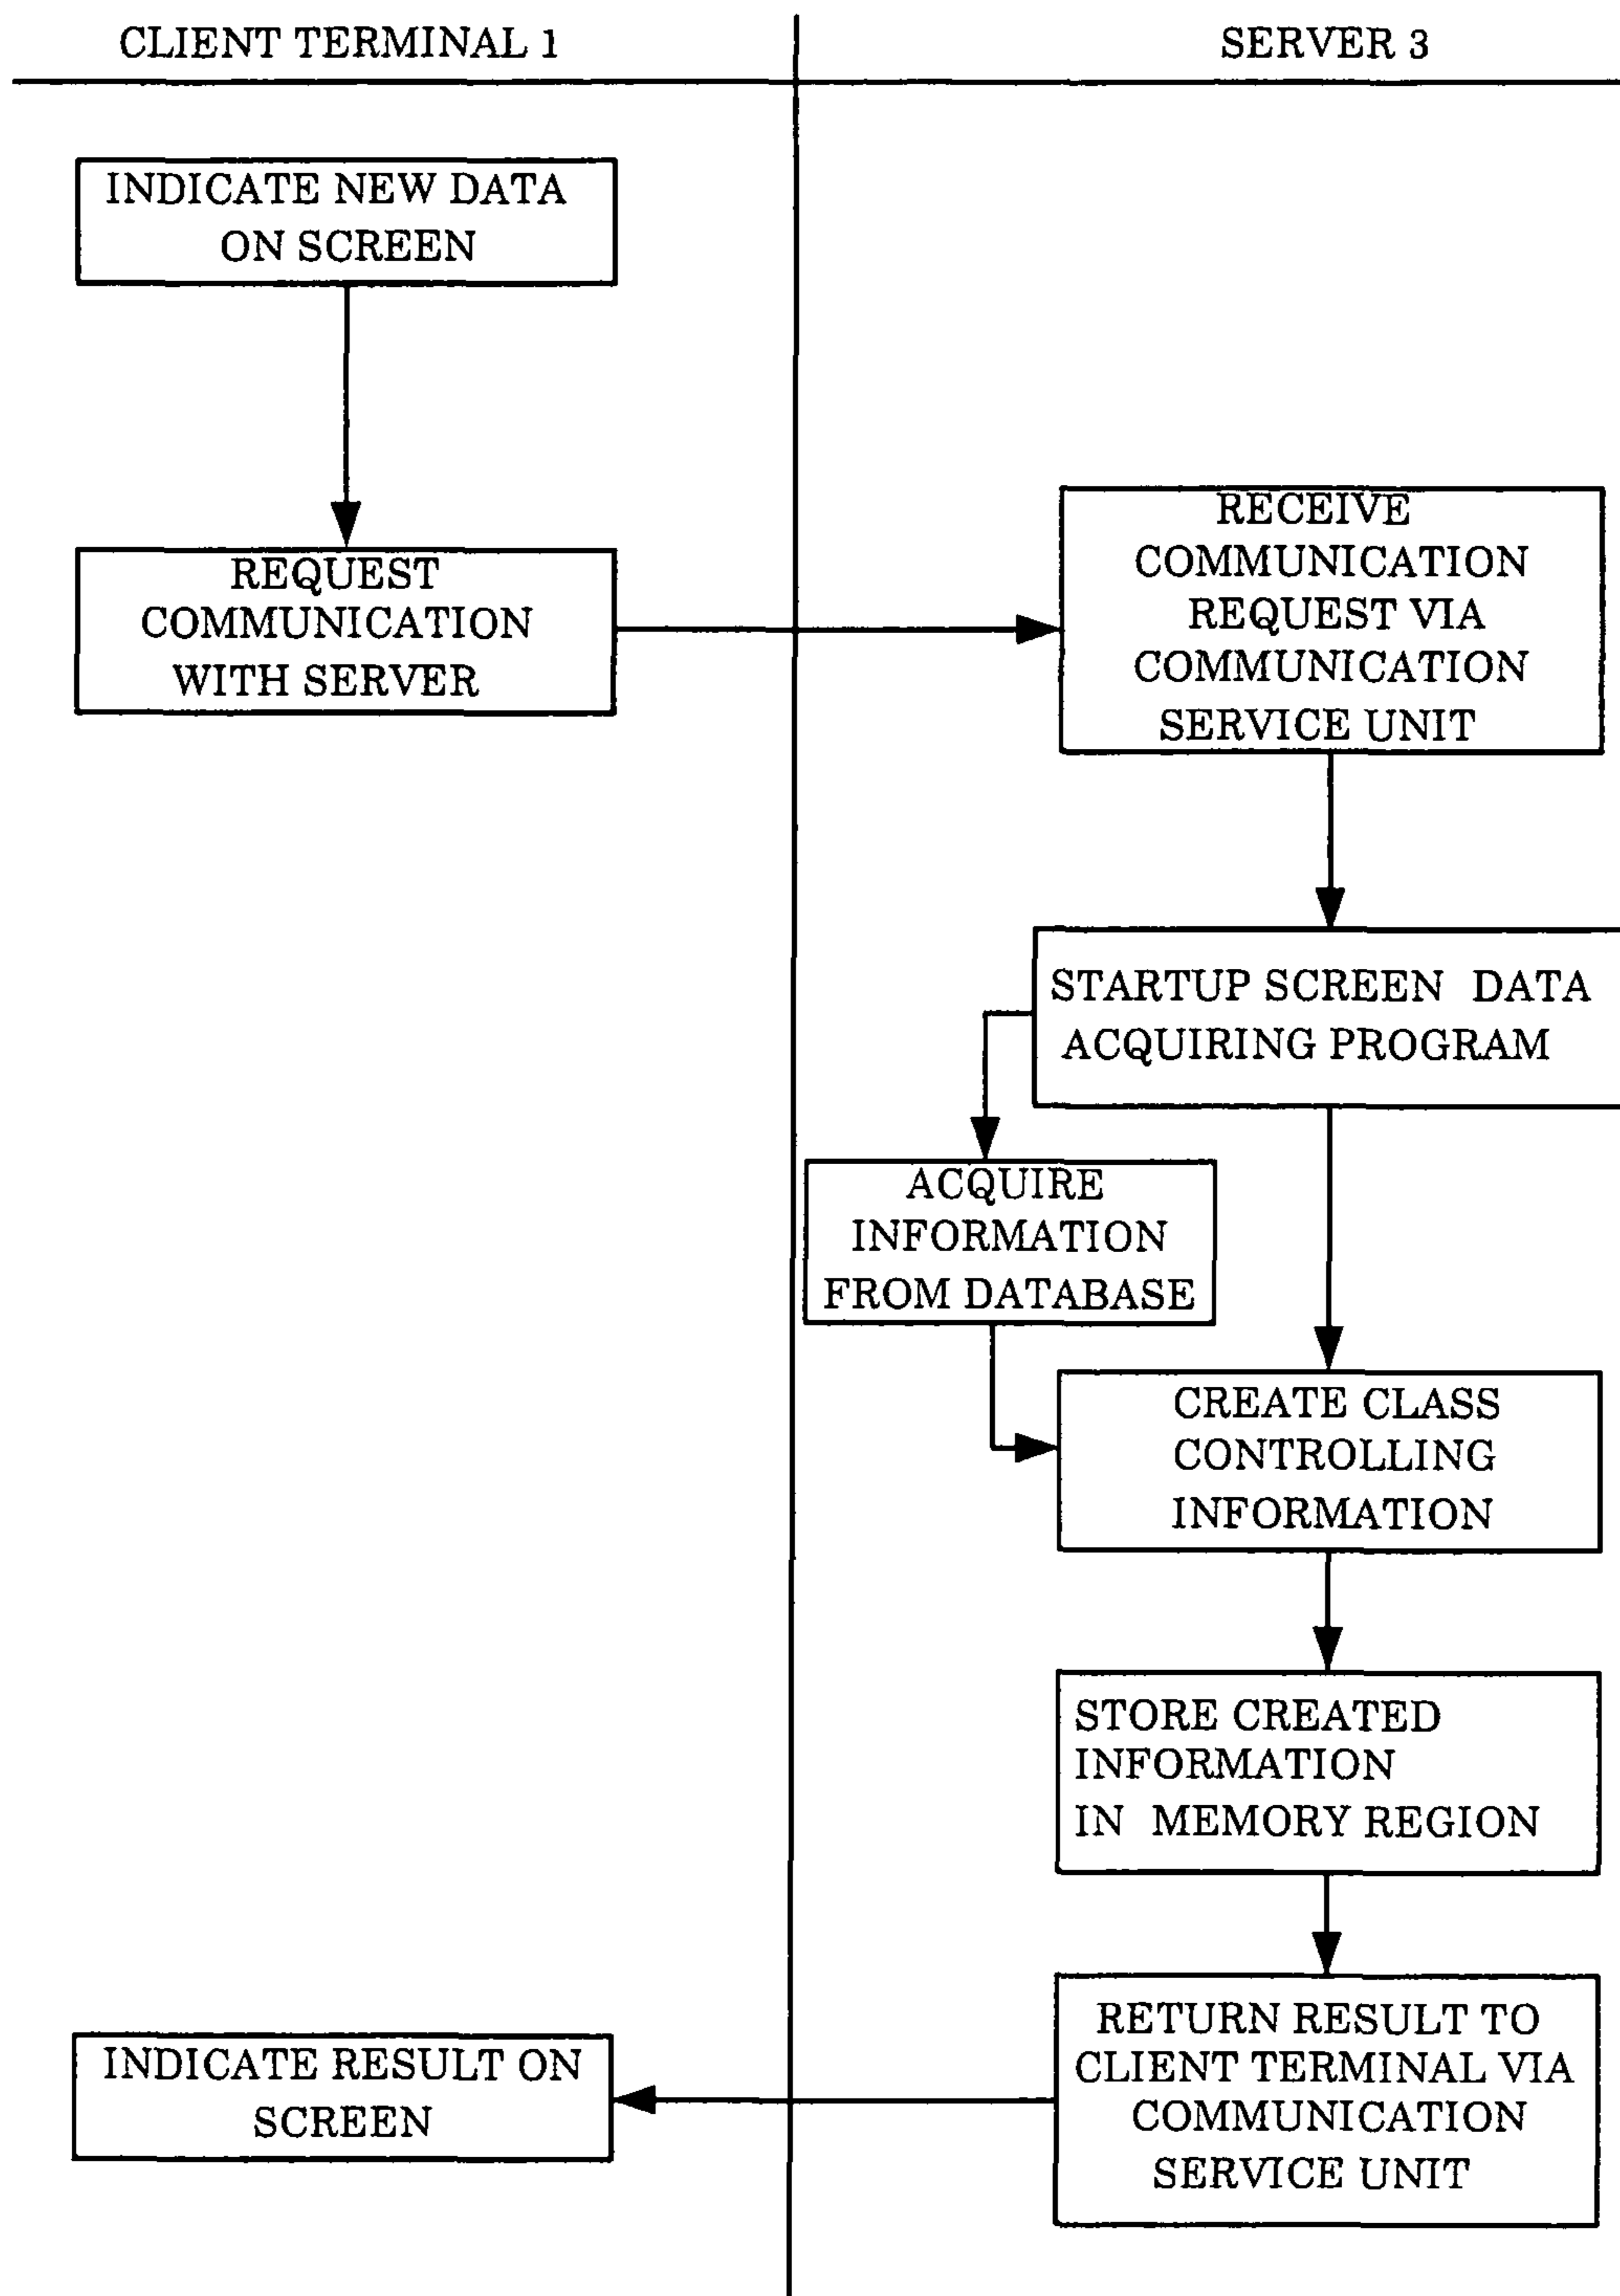 CLIENT TERMINAL 1
SERVER 3
INDICATE NEW DATA
ON SCREEN
REQUEST
COMMUNICATION
WITH SERVER
RECEIVE
COMMUNICATION
REQUEST VIA
COMMUNICATION
SERVICE UNIT
STARTUP SCREEN DATA
ACQUIRING PROGRAM
ACQUIRE
INFORMATION
FROM DATABASE
CREATE CLASS
CONTROLLING
INFORMATION
STORE CREATED
INFORMATION
IN MEMORY REGION
RETURN RESULT TO
CLIENT TERMINAL VIA
COMMUNICATION
SERVICE UNIT
INDICATE RESULT ON
SCREEN